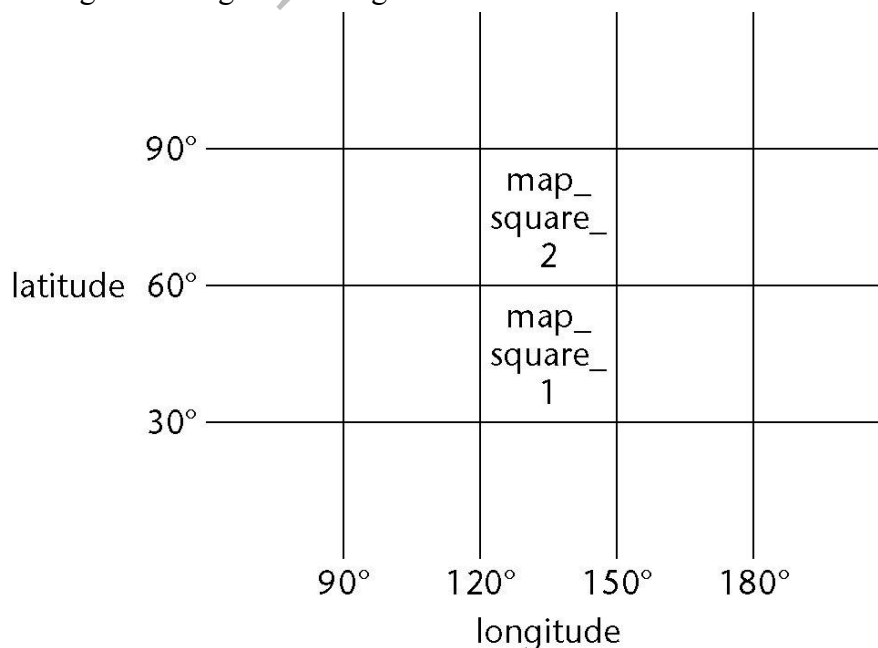 90°
map_
square_
2
latitude 60°
map_
square_
1
30°
90° 120° 150° 180°
longitude